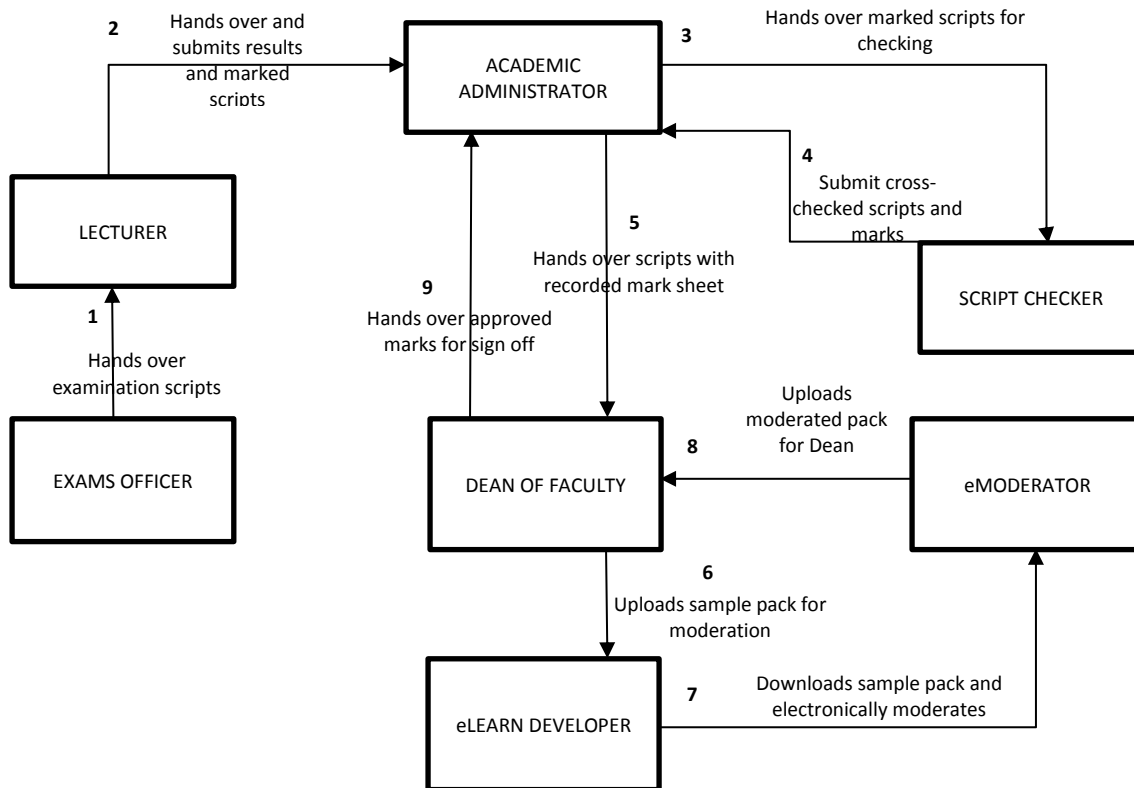 2
Hands over and
submits results
and marked
scripts
ACADEMIC
ADMINISTRATOR
3
Hands over marked scripts for
checking
4
Submit cross-
checked scripts and
marks
LECTURER
5
Hands over scripts with
recorded mark sheet
SCRIPT CHECKER
9
Hands over approved
marks for sign off
1
Hands over
examination scripts
Uploads
moderated pack
for Dean
8
EXAMS OFFICER
DEAN OF FACULTY
eMODERATOR
6
Uploads sample pack for
moderation
7
Downloads sample pack and
electronically moderates
eLEARN DEVELOPER